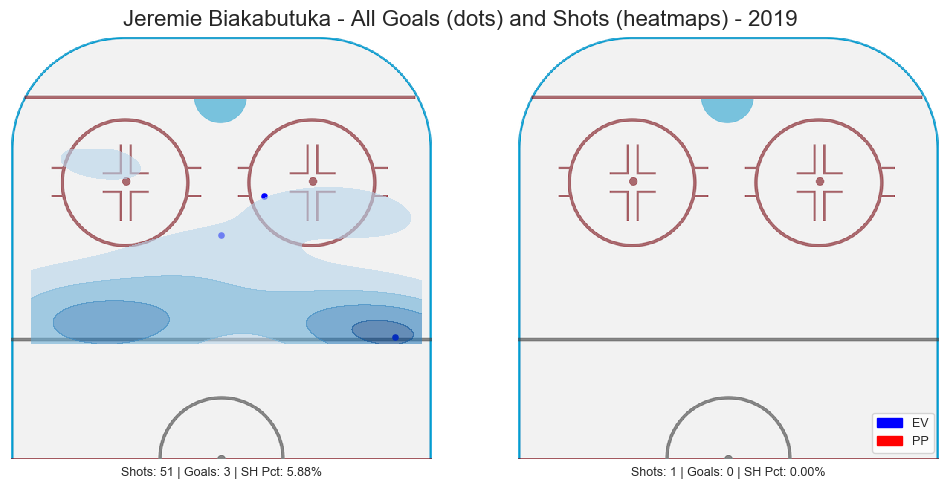 Jeremie Biakabutuka - All Goals (dots) and Shots (heatmaps) - 2019
EV
PP
Shots: 51 | Goals: 3 | SH Pct: 5.88%
Shots: 1 | Goals: 0 | SH Pct: 0.00%